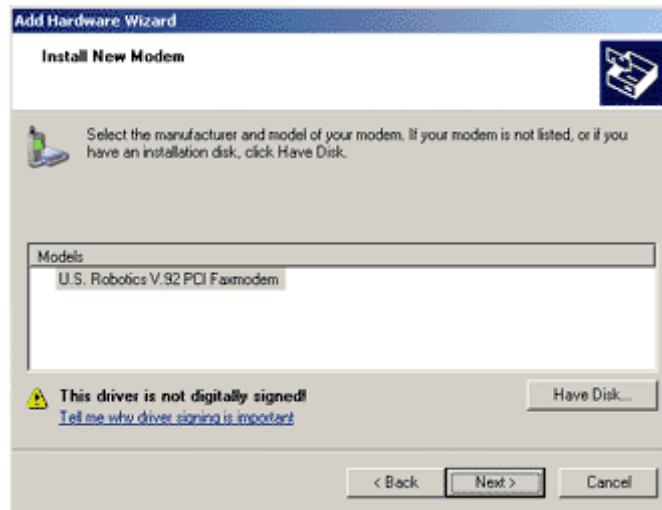 Add Hardware Wizard
Install New Modem
Select the manufacturer and model of your modem. If your modem is not listed, or if you
have an installation disk, click Have Disk.
Models
U.S. Robotics V.92 PCI Faxmodem
This driver is not digitally signed!
Have Disk...
Tell me why driver signing is important
< Back
Next >
Cancel